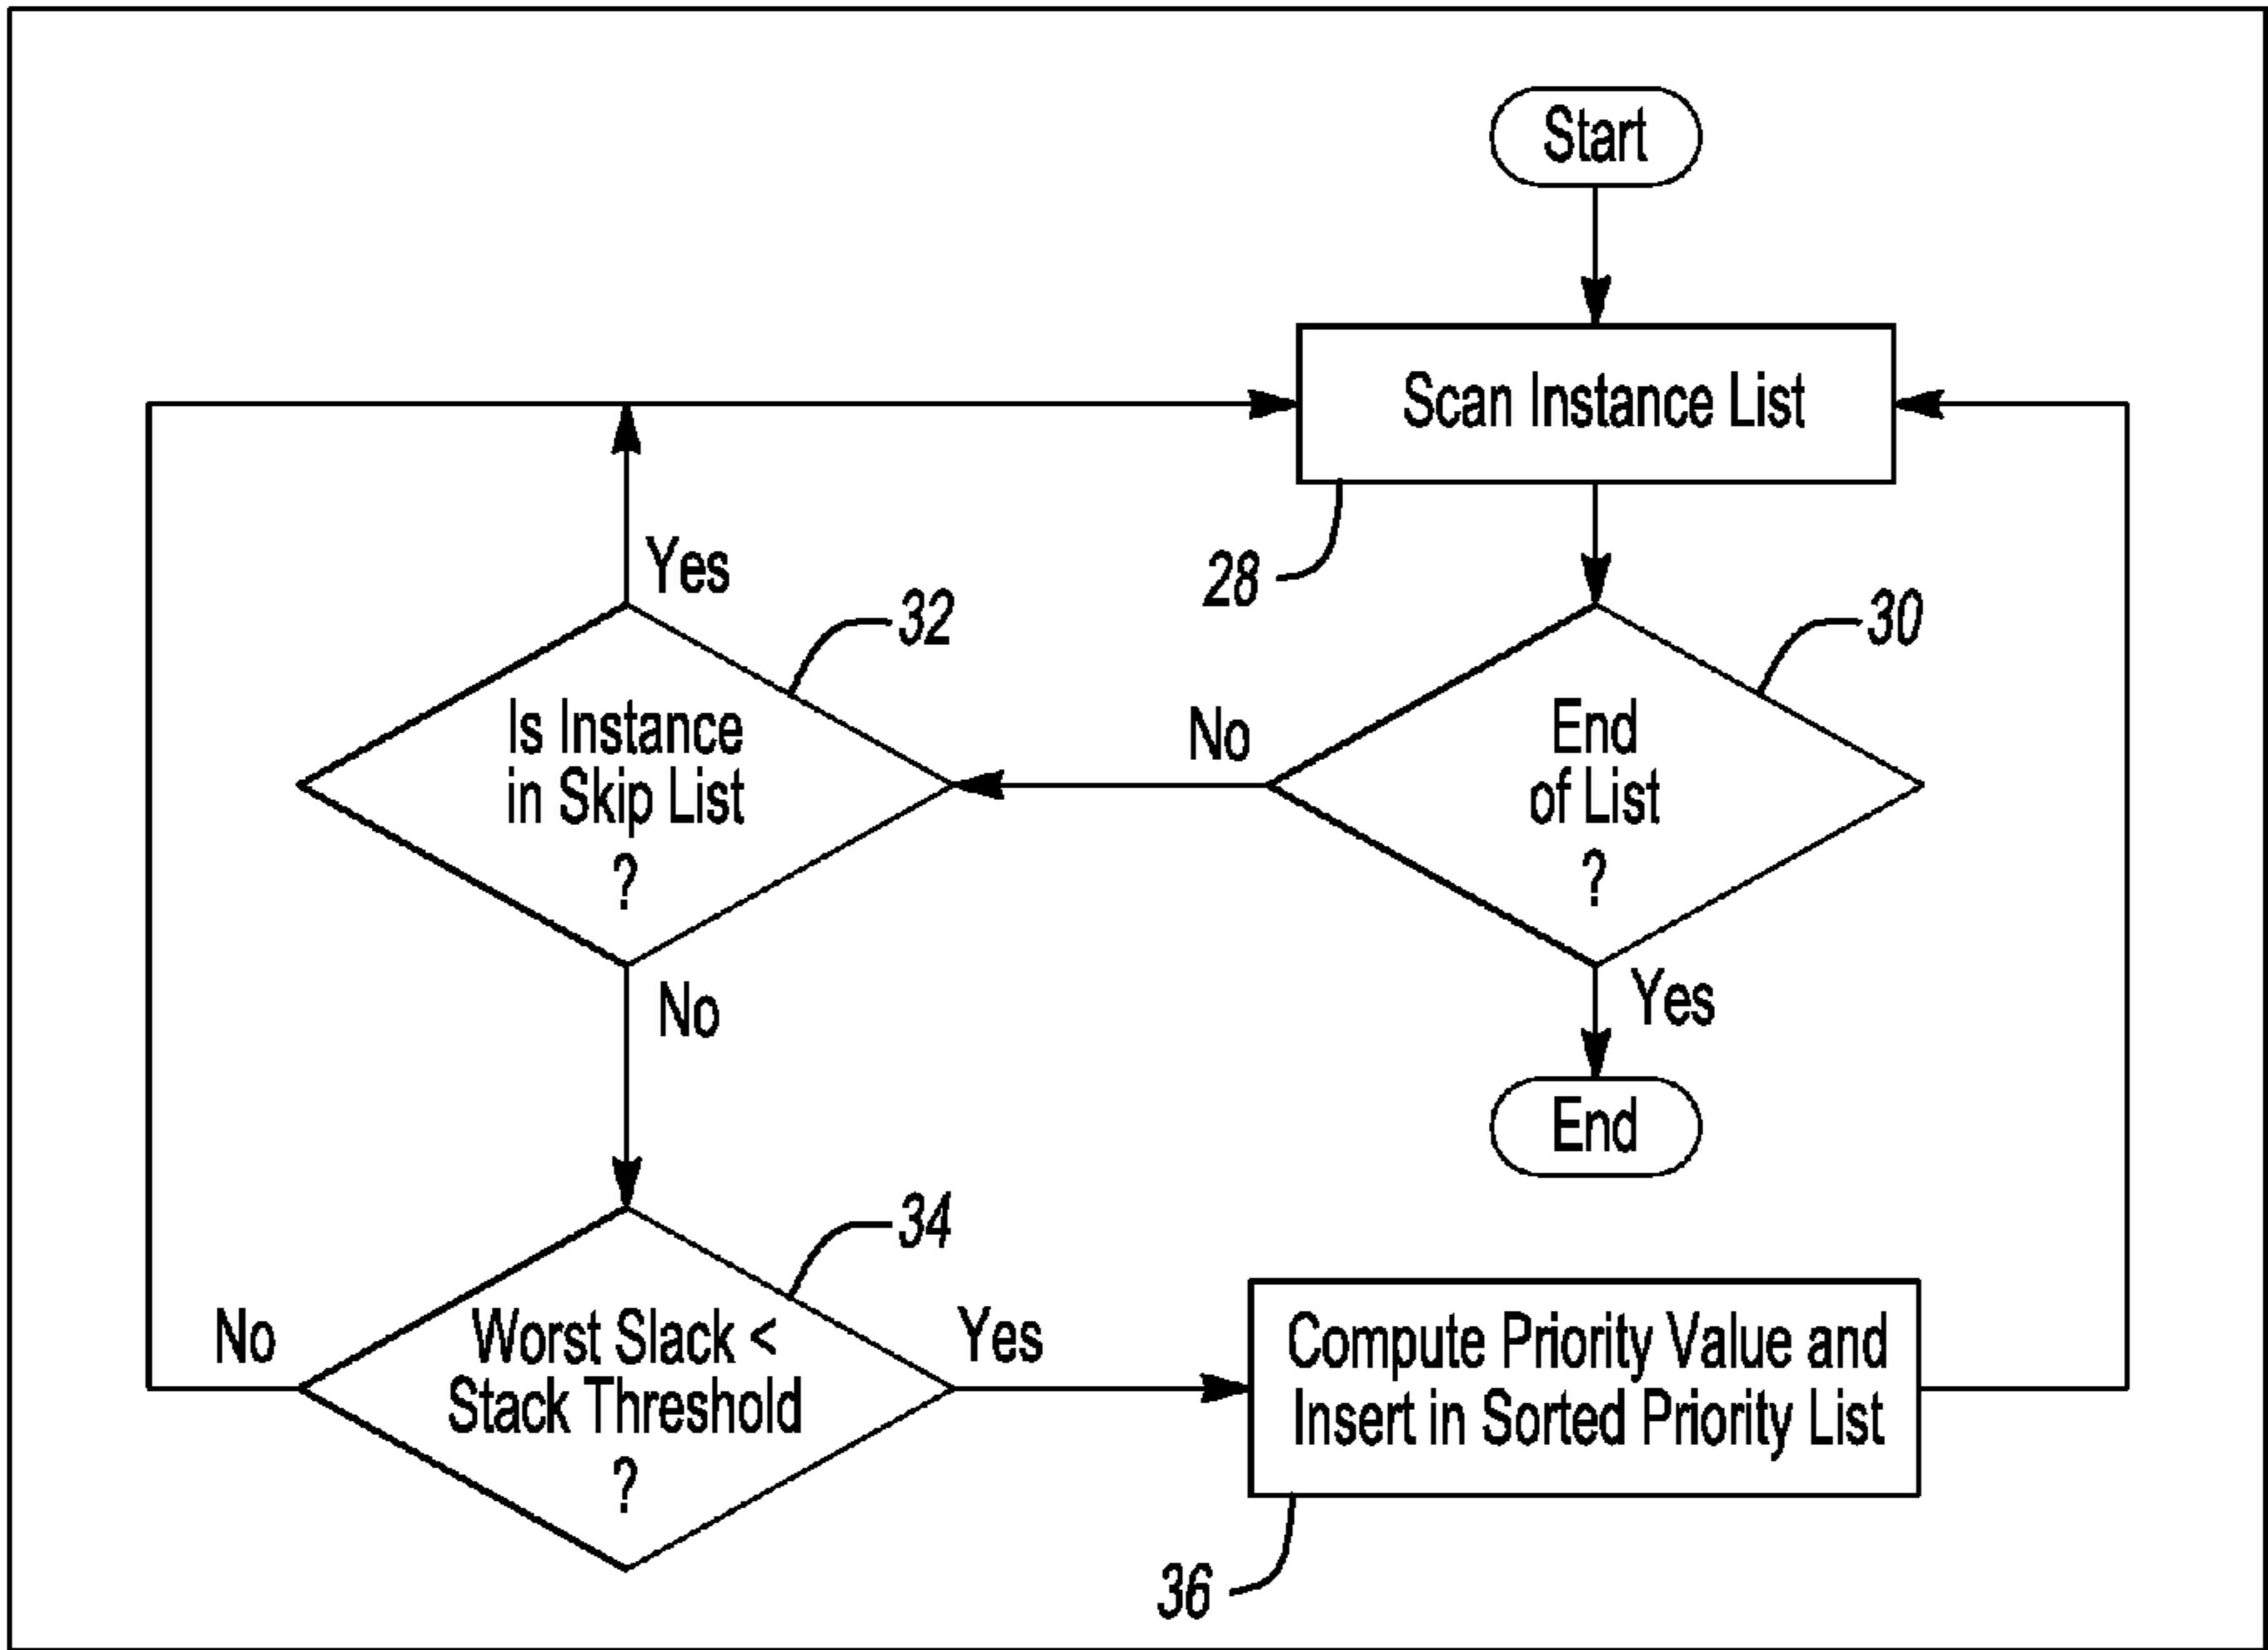 Start
Scan Instance List
28
Yes
32
30
Is Instance
in Skip List
?
No
End
of List
?
No
Yes
End
34
No
Worst Slack <
Stack Threshold
?
Yes
Compute Priority Value and
Insert in Sorted Priority List
36